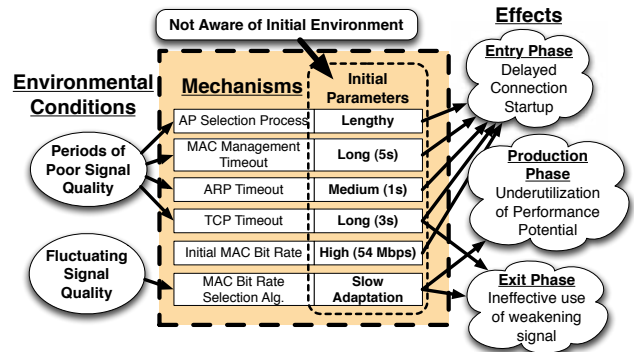 Not Aware of Initial Environment
Environmental
Conditions
Periods of
Poor Signal
Quality
Fluctuating
Signal
Quality
Mechanisms
Initial
Parameters
AP Selection Process
Lengthy
MAC Management
Timeout
Long (5s)
ARP Timeout
Medium (1s)
TCP Timeout
Long (3s)
Initial MAC Bit Rate
High (54 Mbps)
MAC Bit Rate
Selection Alg.
Slow
Adaptation
Effects
Entry Phase
Delayed
Connection
Startup
Production
Phase
Underutilization
of Performance
Potential
Exit Phase
Ineffective use
of weakening
signal